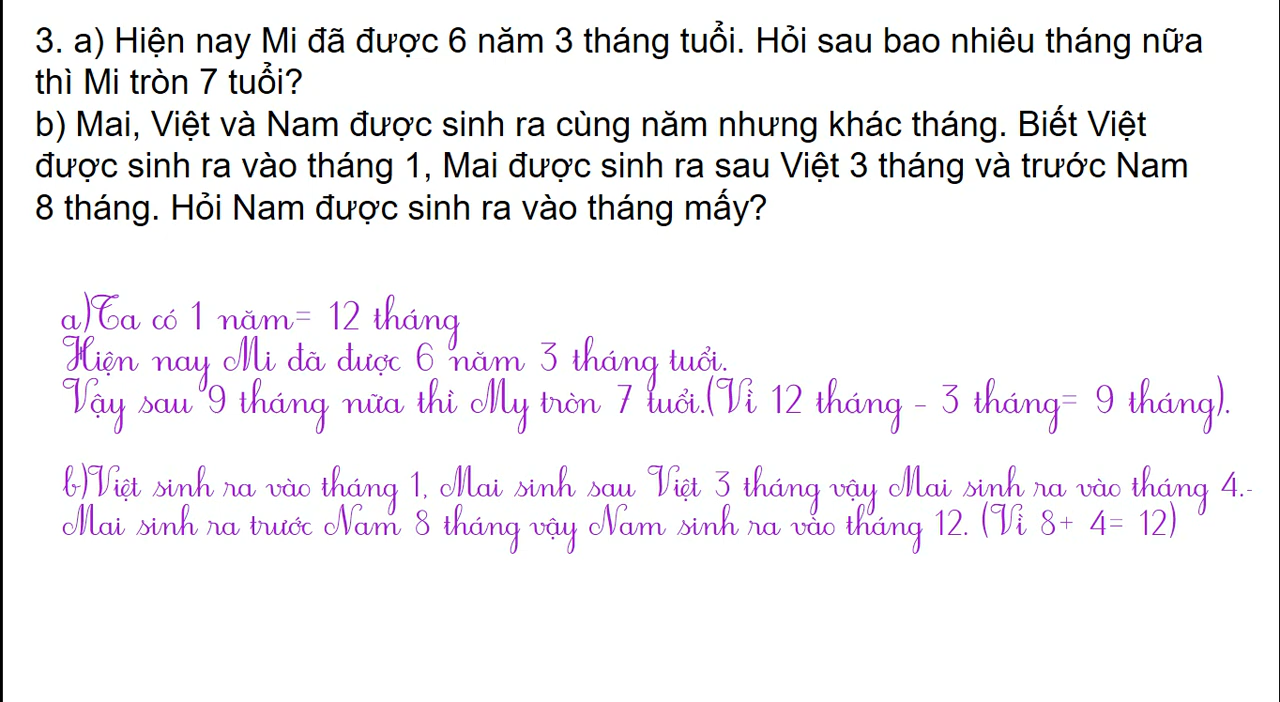 3. a) Hiện nay Mi đã được 6 năm 3 tháng tuổi. Hỏi sau bao nhiêu tháng nữa
thì Mi tròn 7 tuổi?
b) Mai, Việt và Nam được sinh ra cùng năm nhưng khác tháng. Biết Việt
được sinh ra vào tháng 1, Mai được sinh ra sau Việt 3 tháng và trước Nam
8 tháng. Hỏi Nam được sinh ra vào tháng mấy?
a)Ta có 1 năm= 12 tháng
Hiện nay Mi đã được 6 năm 3 tháng tuổi.
Vậy sau 9 tháng nữa thì My tròn 7 tuổi.(Vì 12 tháng - 3 tháng= 9 tháng).
b)Việt sinh ra vào tháng 1, Mai sinh sau Việt 3 tháng vậy Mai sinh ra vào tháng 4.-
Mai sinh ra trước Nam 8 tháng vậy Nam sinh ra vào tháng 12. (Vì 8+ 4= 12)